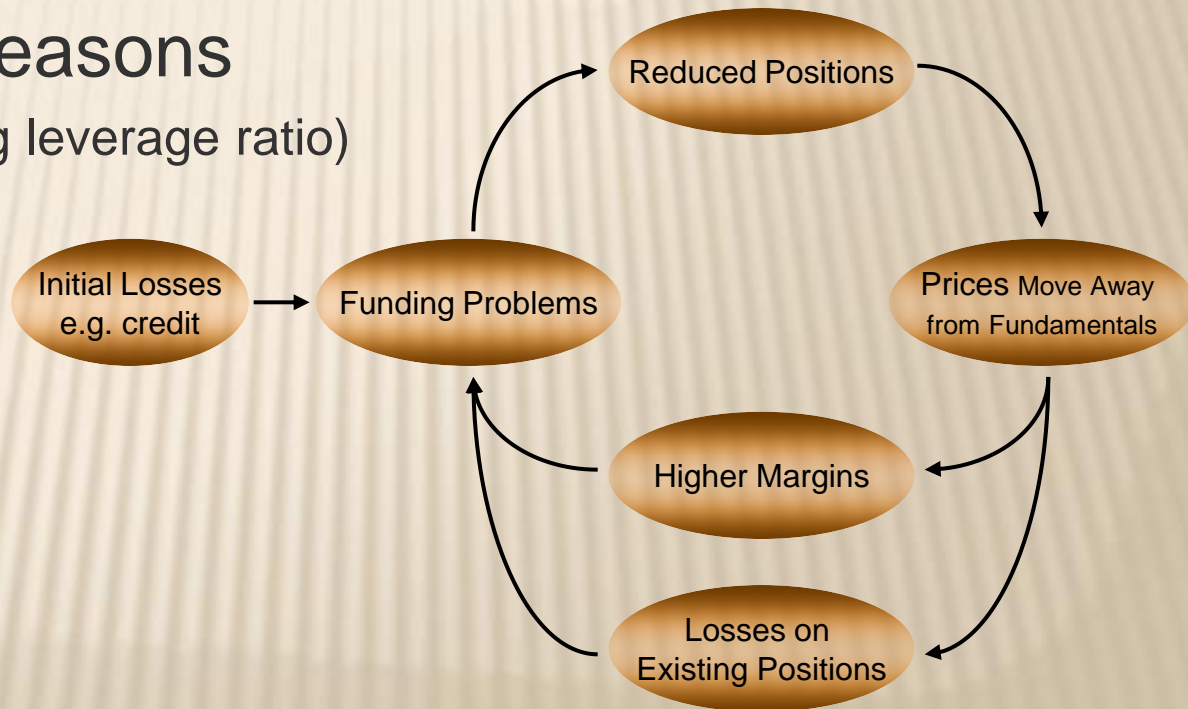 easons
g leverage ratio)
Reduced Positions
Initial Losses
e.g. credit
Funding Problems
Prices Move Away
from Fundamentals
Higher Margins
Losses on
Existing Positions